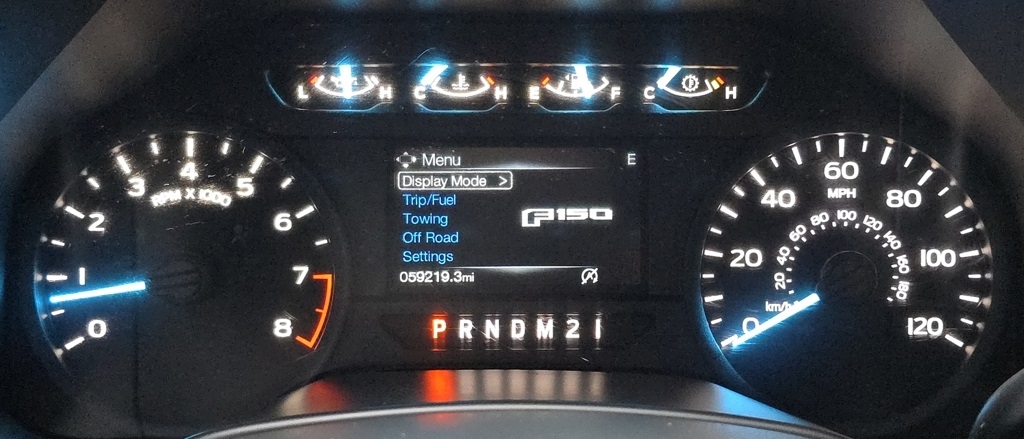 L H C H E F C H
Menu E
Display Mode >
Trip/Fuel
Towing
Off Road
Settings
F150
059219.3mi
P R N D M 2 1
0 1 2 3 4 5 6 7 8
RPM X 1000
0 20 40 60 80 100 120
MPH
20 40 60 80 100 120 140 160 180
km/h